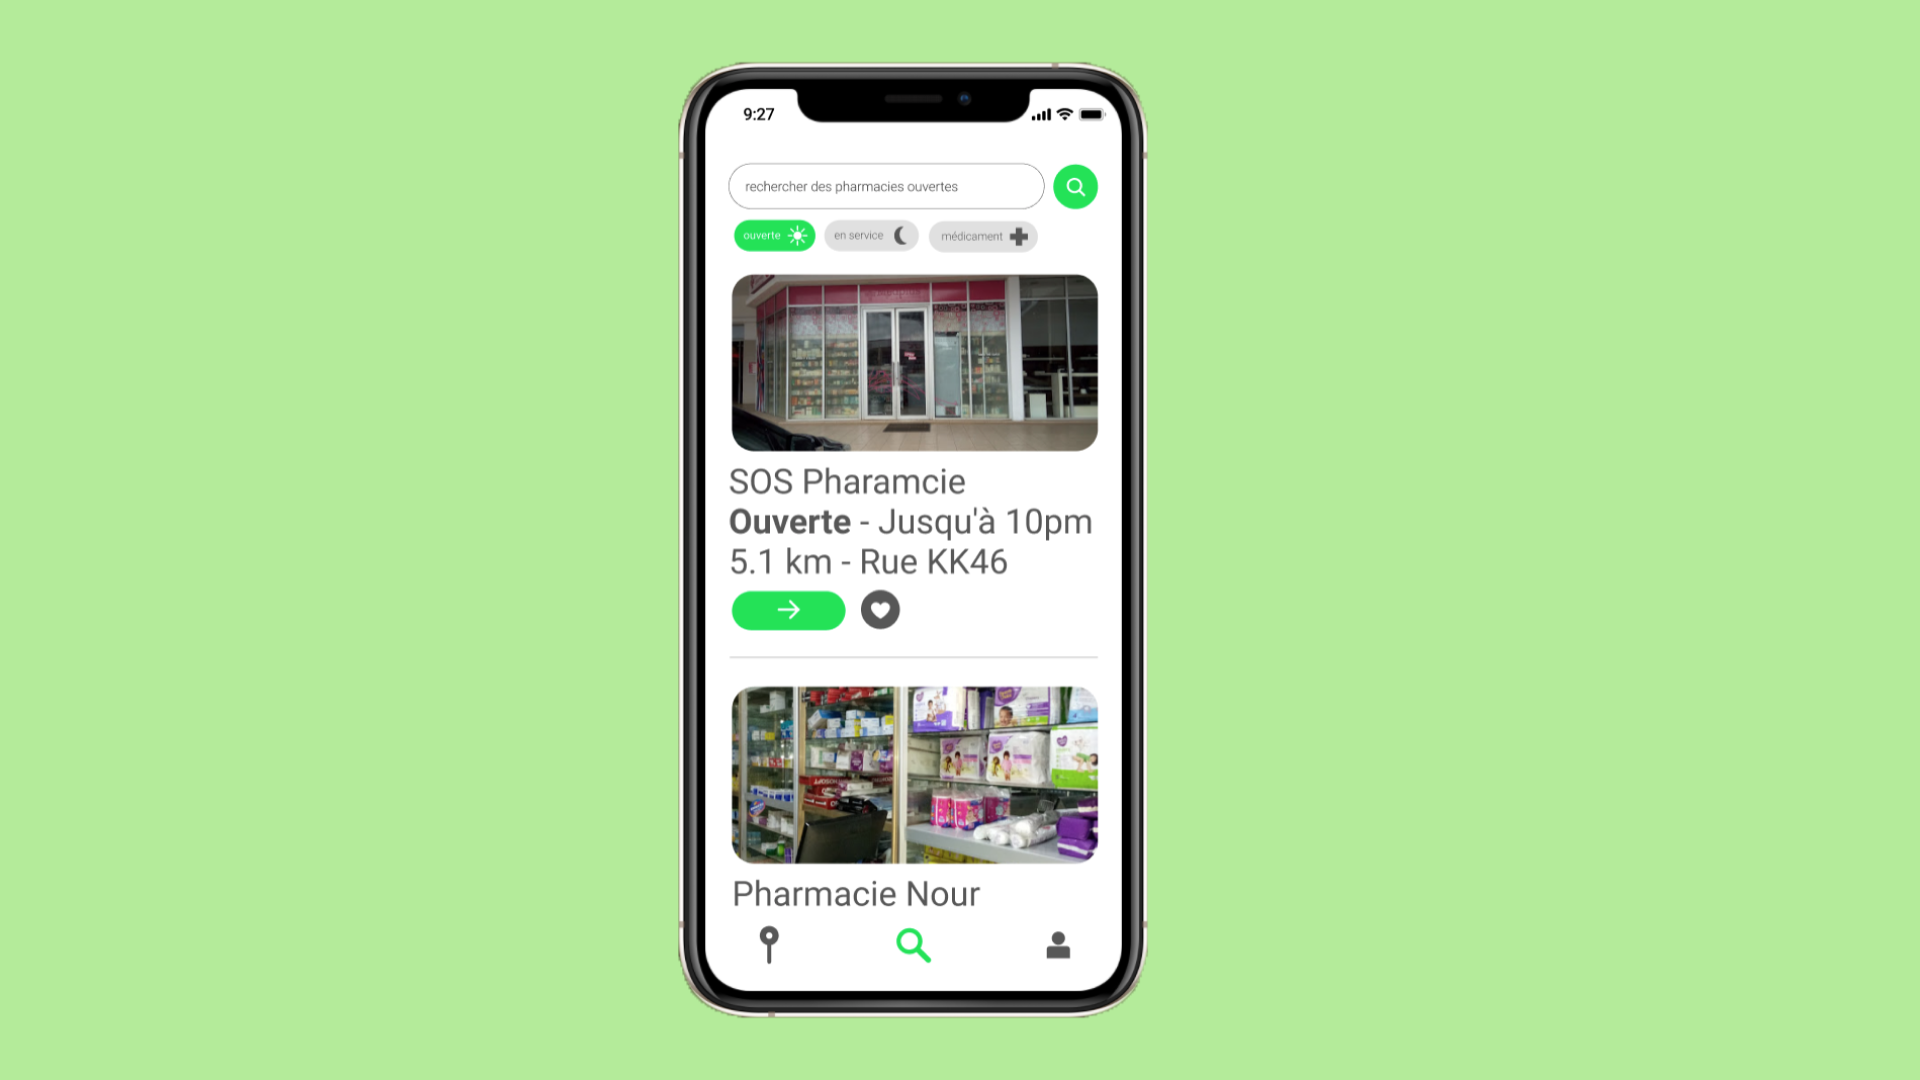 9:27
rechercher des pharmacies ouvertes
ouverte
en service
médicament
SOS Pharamcie
Ouverte - Jusqu'à 10pm
5.1 km - Rue KK46
Pharmacie Nour